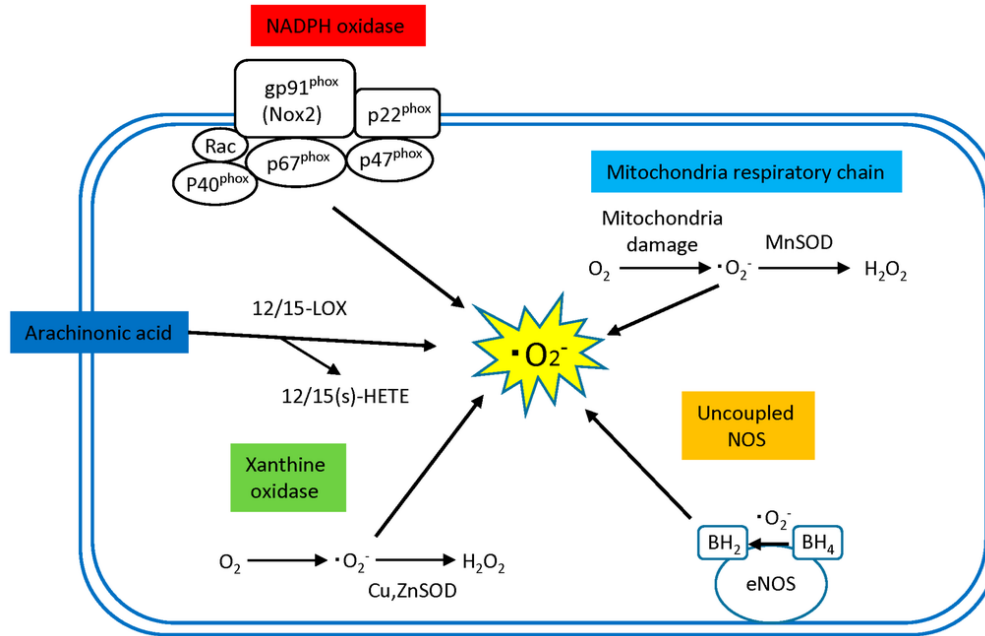 NADPH oxidase
gp91phox
(Nox2)
p22phox
Rac
p67phox
p47phox
P40phox
Mitochondria respiratory chain
Mitochondria
damage
MnSOD
O2
·O2-
H2O2
12/15-LOX
Arachinonic acid
·O2-
12/15(s)-HETE
Uncoupled
NOS
Xanthine
oxidase
·O2-
BH2
BH4
O2
·O2-
H2O2
Cu,ZnSOD
eNOS